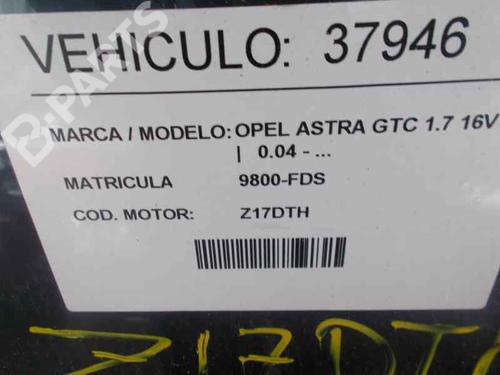 VEHICULO: 37946
MARCA / MODELO: OPEL ASTRA GTC 1.7 16V
| 0.04 - ...
MATRICULA 9800-FDS
COD. MOTOR: Z17DTH
B-PARTS
Z17DT